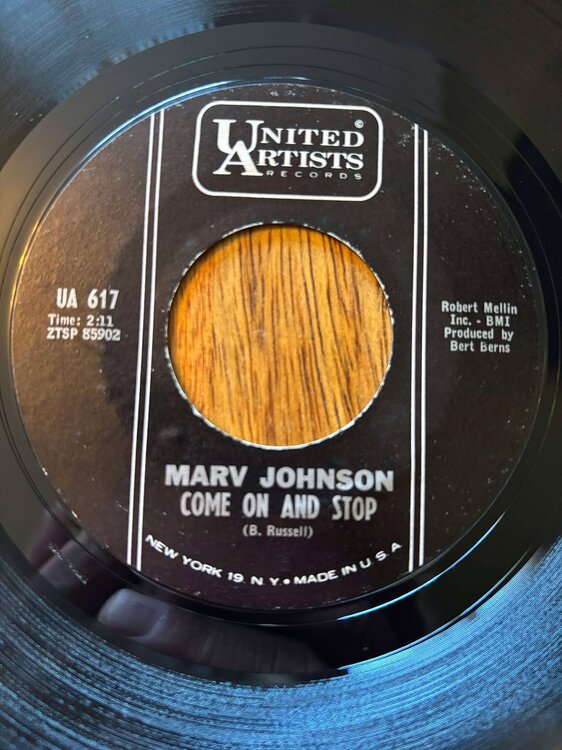 ©
UNITED
ARTISTS
RECORDS
UA 617
Time: 2:11
ZTSP 85902
Robert Mellin
Inc. - BMI
Produced by
Bert Berns
MARV JOHNSON
COME ON AND STOP
(B. Russell)
NEW YORK 19, N.Y. • MADE IN U.S.A